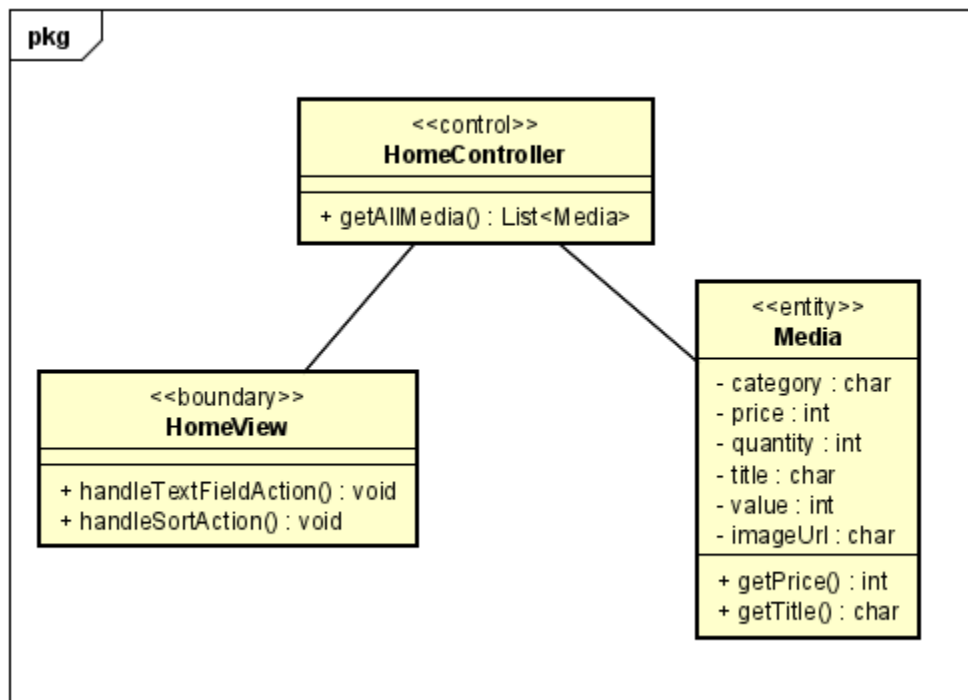 pkg
<<control>>
HomeController
+ getAllMedia() : List<Media>
<<boundary>>
HomeView
+ handleTextFieldAction() : void
+ handleSortAction() : void
<<entity>>
Media
- category : char
- price : int
- quantity : int
- title : char
- value : int
- imageUrl : char
+ getPrice() : int
+ getTitle() : char